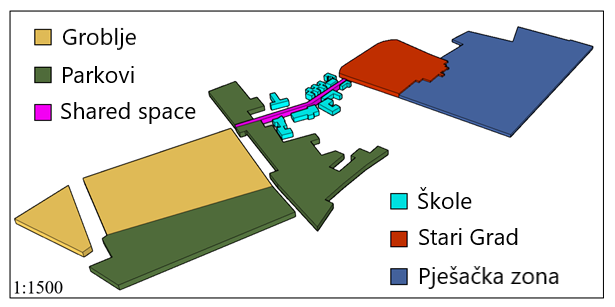 Groblje
Parkovi
Shared space
Škole
Stari Grad
Pješačka zona
1:1500